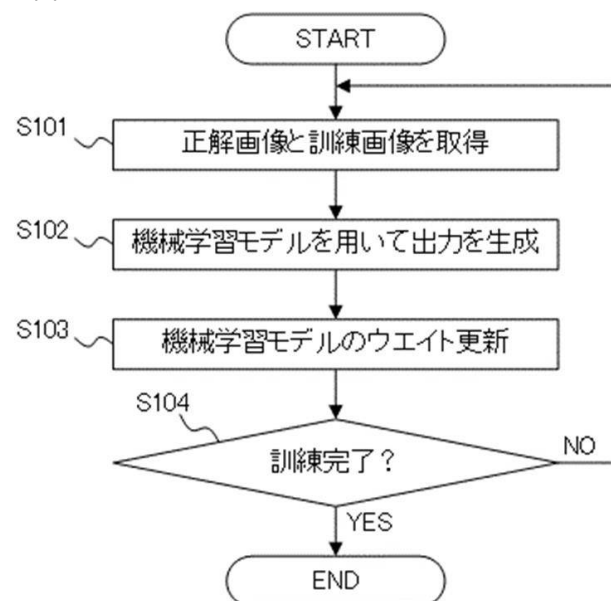 START
S101
正解画像と訓練画像を取得
S102
機械学習モデルを用いて出力を生成
S103
機械学習モデルのウエイト更新
S104
訓練完了?
NO
YES
END